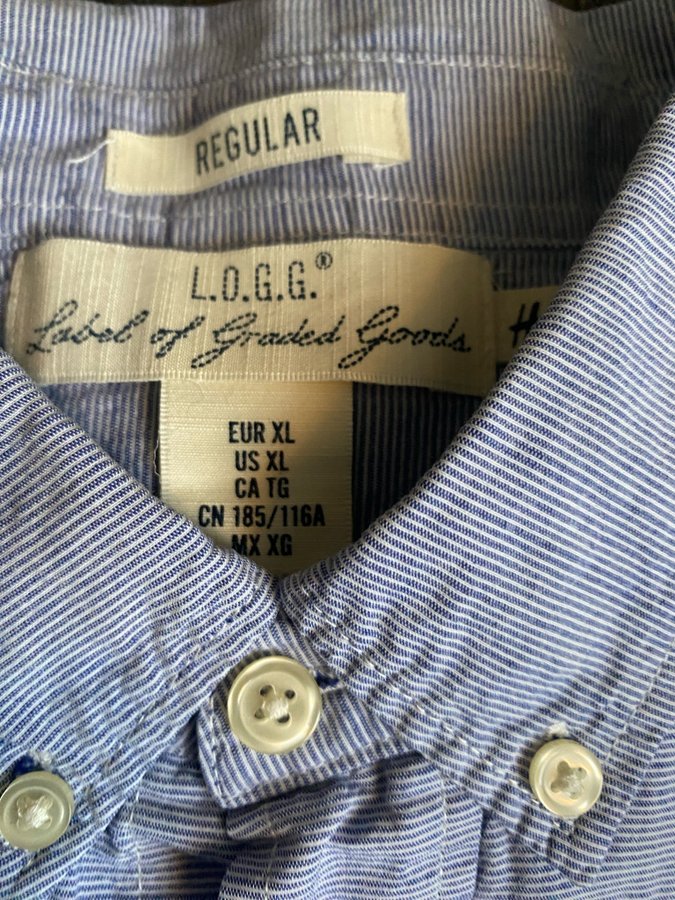 REGULAR
L.O.G.G.®
Label of Graded Goods
H
EUR XL
US XL
CA TG
CN 185/116A
MX XG